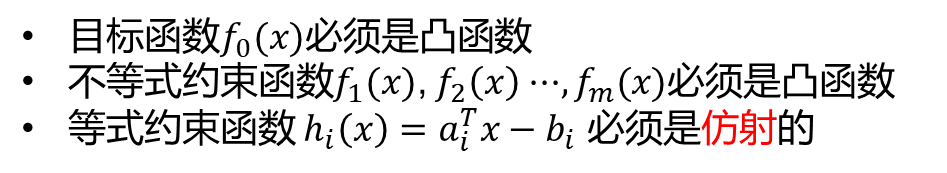 • 目标函数f₀(x)必须是凸函数
• 不等式约束函数f₁(x), f₂(x) ⋯, fₘ(x)必须是凸函数
• 等式约束函数 hᵢ(x) = aᵢᵀx − bᵢ 必须是仿射的